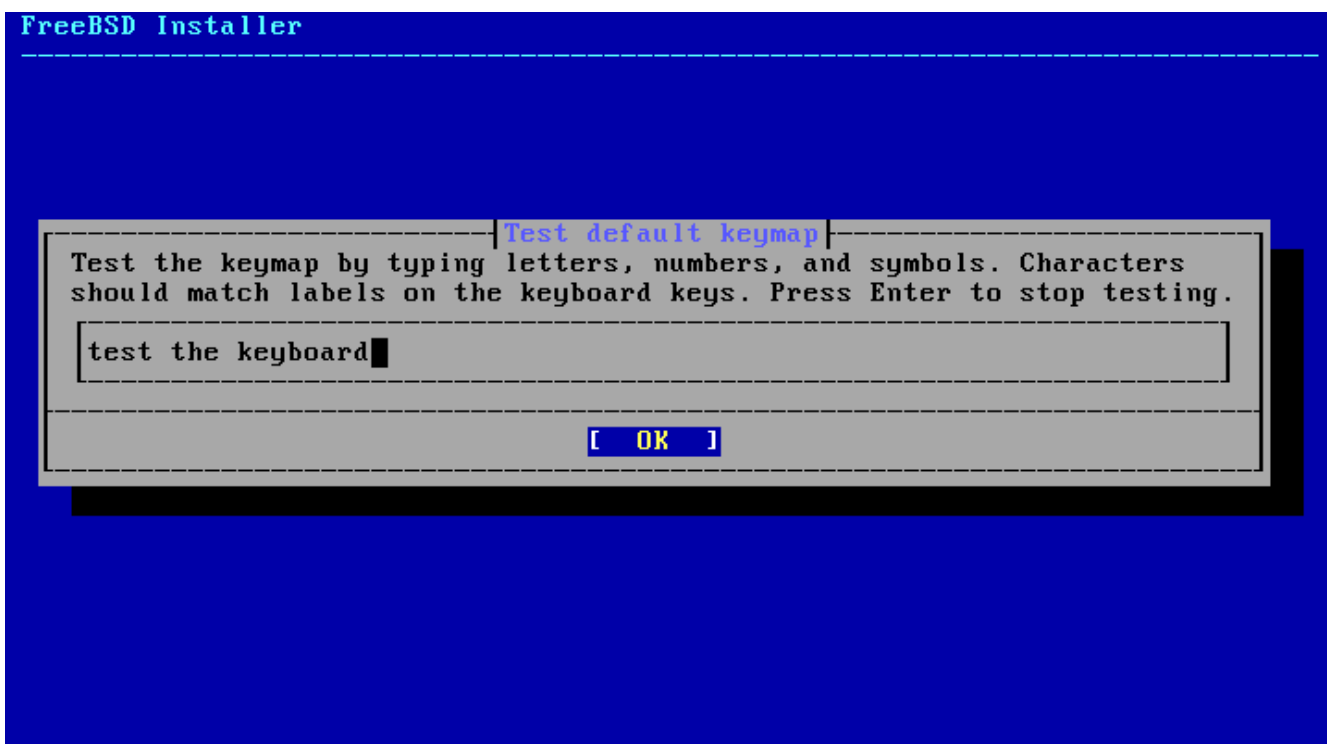 FreeBSD Installer
Test default keymap
Test the keymap by typing letters, numbers, and symbols. Characters
should match labels on the keyboard keys. Press Enter to stop testing.
test the keyboard
[ OK ]